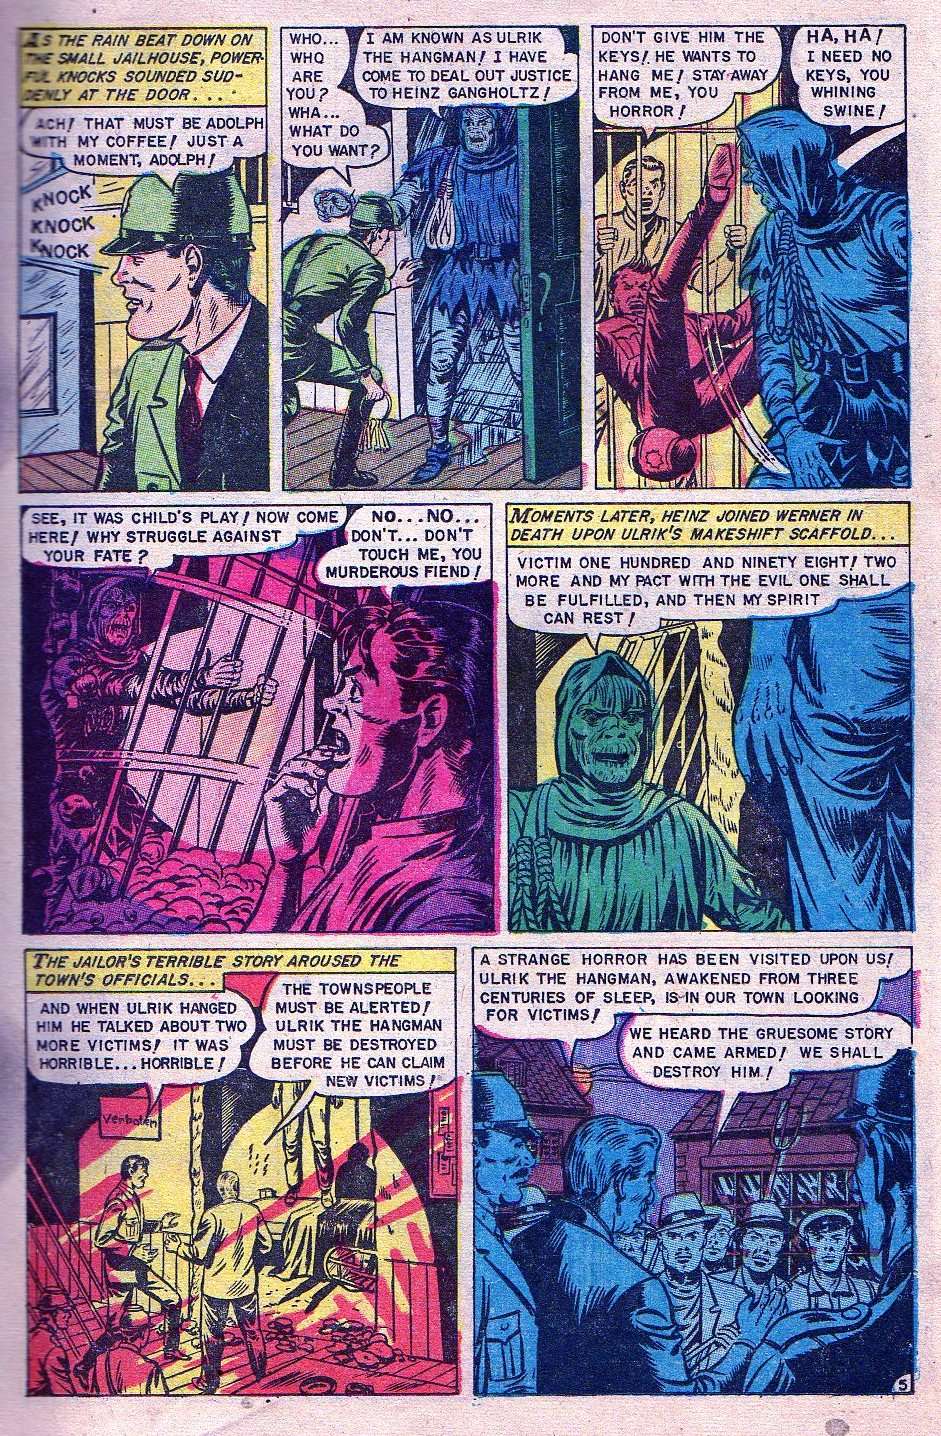 AS THE RAIN BEAT DOWN ON
THE SMALL JAILHOUSE, POWER-
FUL KNOCKS SOUNDED SUD-
DENLY AT THE DOOR...
ACH! THAT MUST BE ADOLPH
WITH MY COFFEE! JUST A
MOMENT, ADOLPH!
KNOCK
KNOCK
KNOCK
WHO...
WHO
ARE
YOU?
WHA...
WHAT DO
YOU WANT?
I AM KNOWN AS ULRIK
THE HANGMAN! I HAVE
COME TO DEAL OUT JUSTICE
TO HEINZ GANGHOLTZ!
DON'T GIVE HIM THE
KEYS! HE WANTS TO
HANG ME! STAY AWAY
FROM ME, YOU
HORROR!
HA, HA!
I NEED NO
KEYS, YOU
WHINING
SWINE!
SEE, IT WAS CHILD'S PLAY! NOW COME
HERE! WHY STRUGGLE AGAINST
YOUR FATE?
NO... NO...
DON'T... DON'T
TOUCH ME, YOU
MURDEROUS FIEND!
MOMENTS LATER, HEINZ JOINED WERNER IN
DEATH UPON ULRIK'S MAKESHIFT SCAFFOLD...
VICTIM ONE HUNDRED AND NINETY EIGHT! TWO
MORE AND MY PACT WITH THE EVIL ONE SHALL
BE FULFILLED, AND THEN MY SPIRIT
CAN REST!
THE JAILOR'S TERRIBLE STORY AROUSED THE
TOWN'S OFFICIALS...
AND WHEN ULRIK HANGED
HIM HE TALKED ABOUT TWO
MORE VICTIMS! IT WAS
HORRIBLE...HORRIBLE!
THE TOWNSPEOPLE
MUST BE ALERTED!
ULRIK THE HANGMAN
MUST BE DESTROYED
BEFORE HE CAN CLAIM
NEW VICTIMS!
Verboten
A STRANGE HORROR HAS BEEN VISITED UPON US!
ULRIK THE HANGMAN, AWAKENED FROM THREE
CENTURIES OF SLEEP, IS IN OUR TOWN LOOKING
FOR VICTIMS!
WE HEARD THE GRUESOME STORY
AND CAME ARMED! WE SHALL
DESTROY HIM!
5